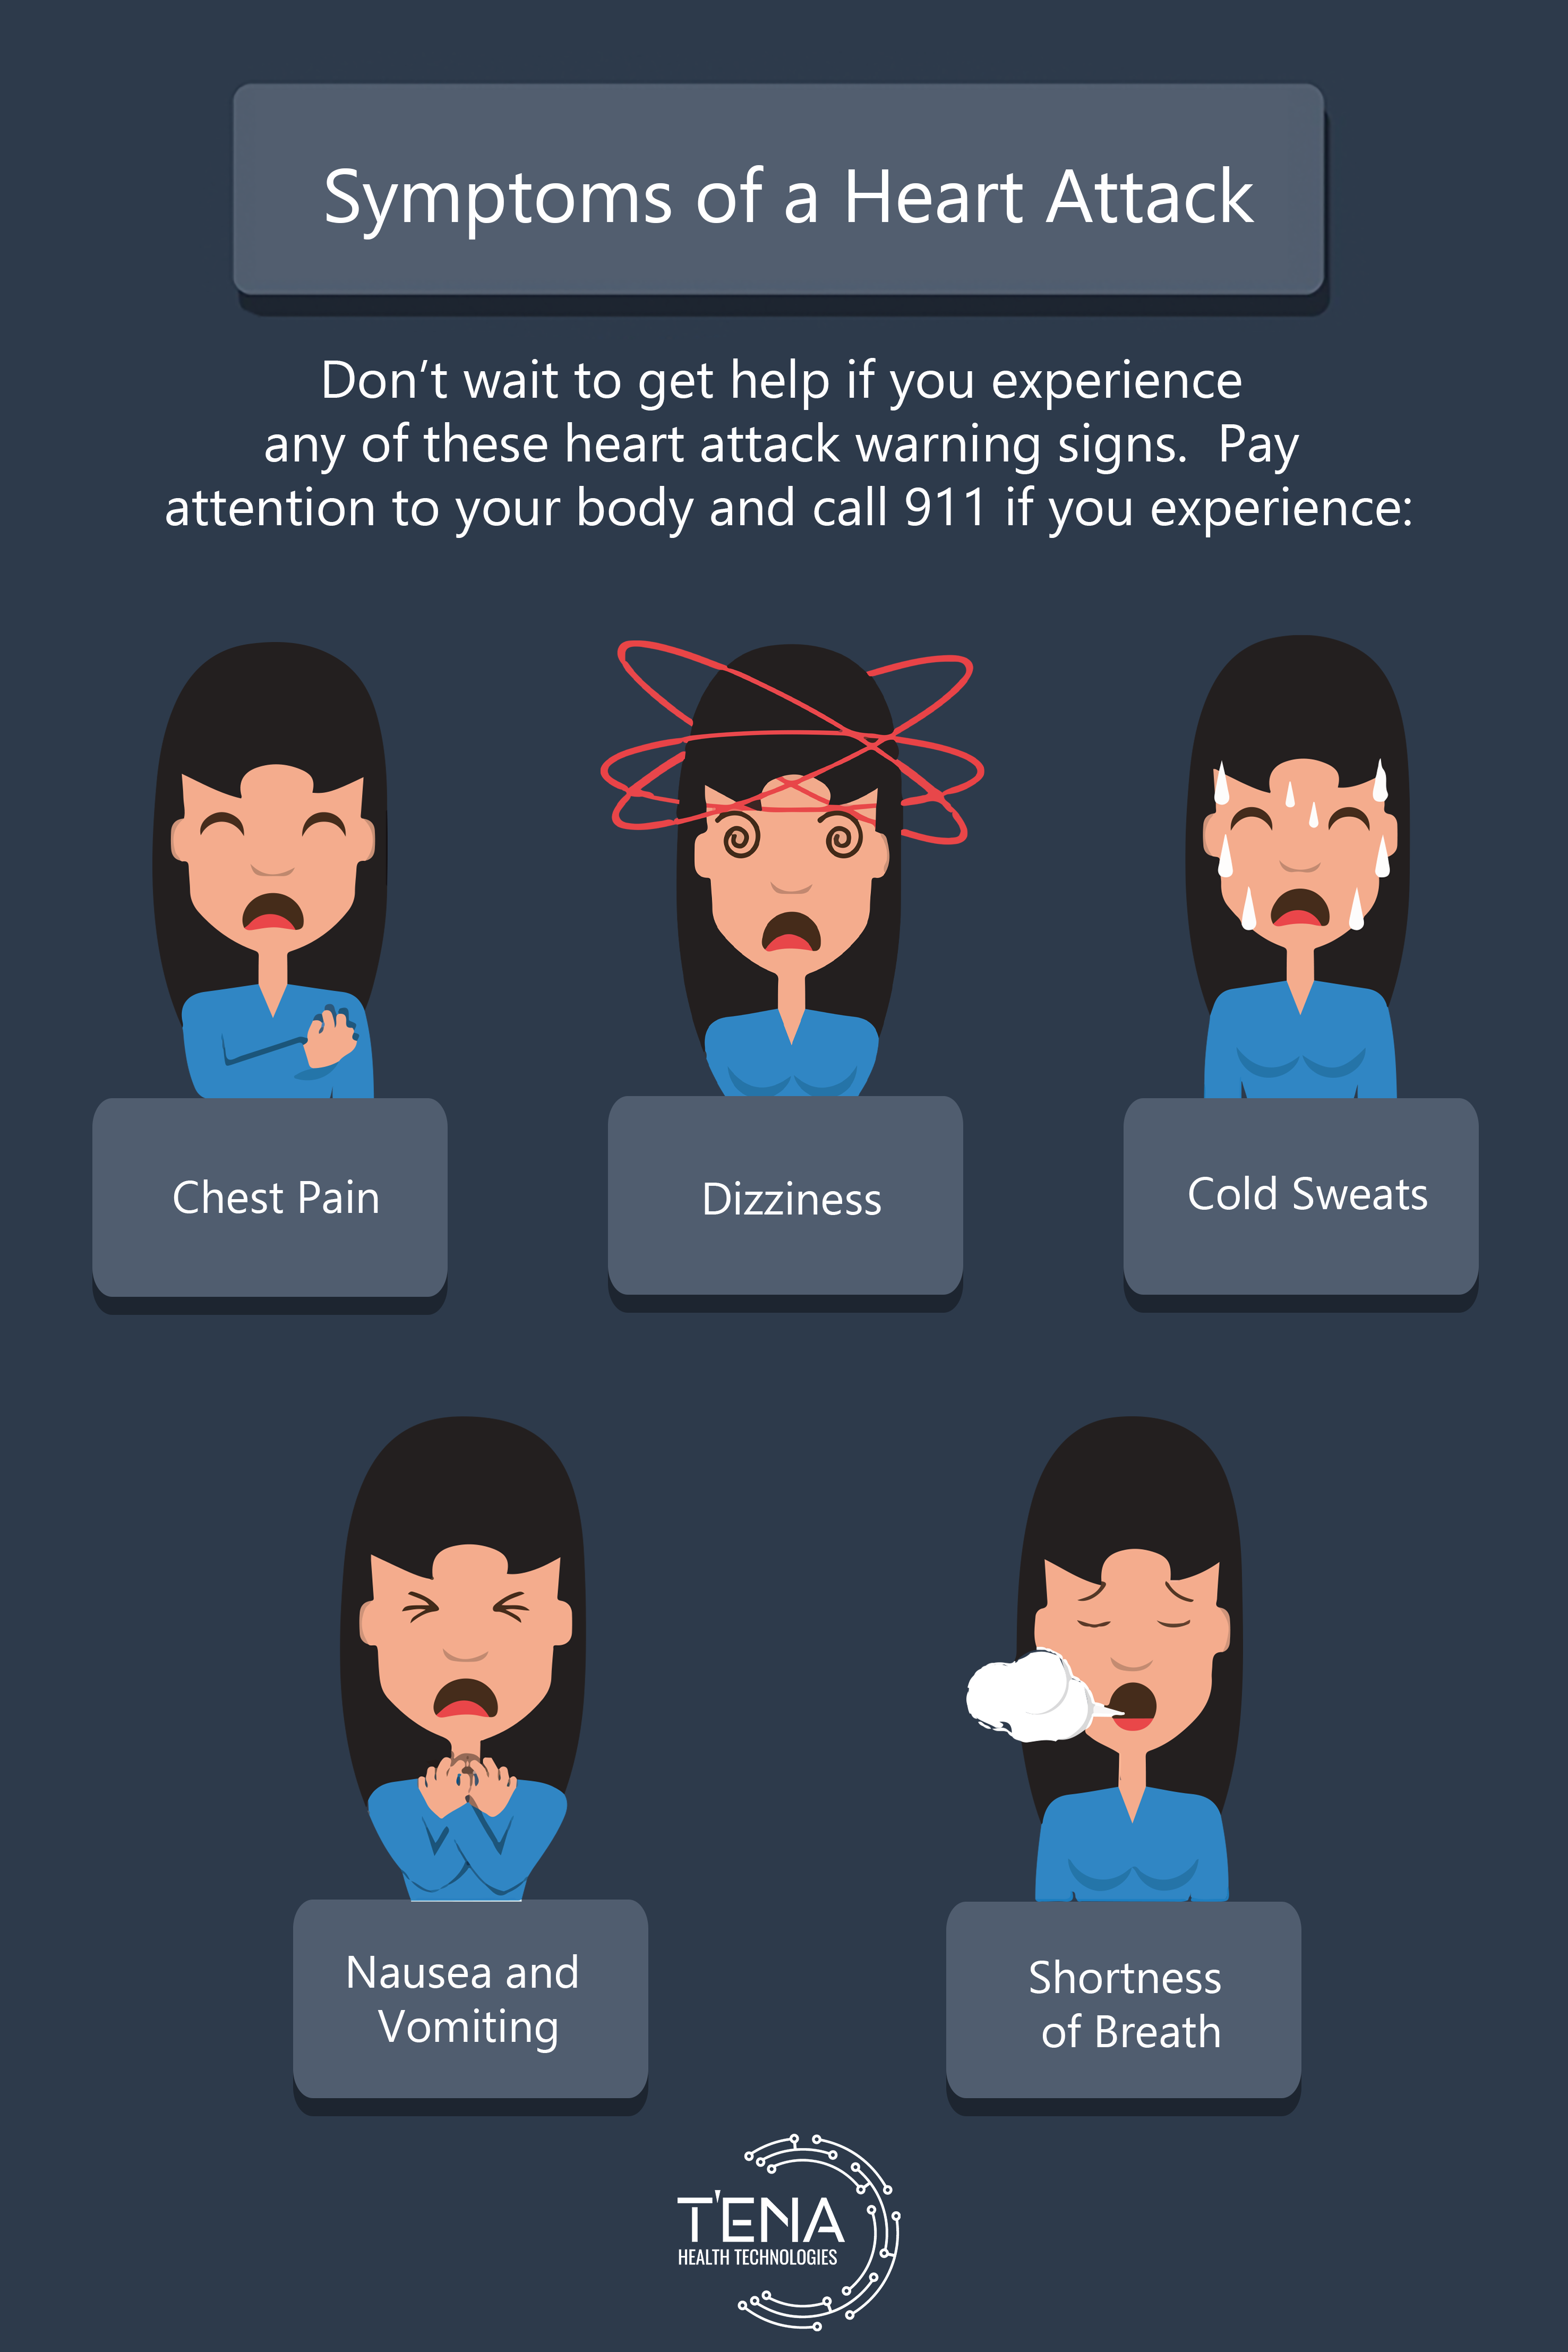 Symptoms of a Heart Attack
Don’t wait to get help if you experience
any of these heart attack warning signs.  Pay
attention to your body and call 911 if you experience:
Chest Pain
Dizziness
Cold Sweats
Nausea and
Vomiting
Shortness
of Breath
T'ENA
HEALTH TECHNOLOGIES